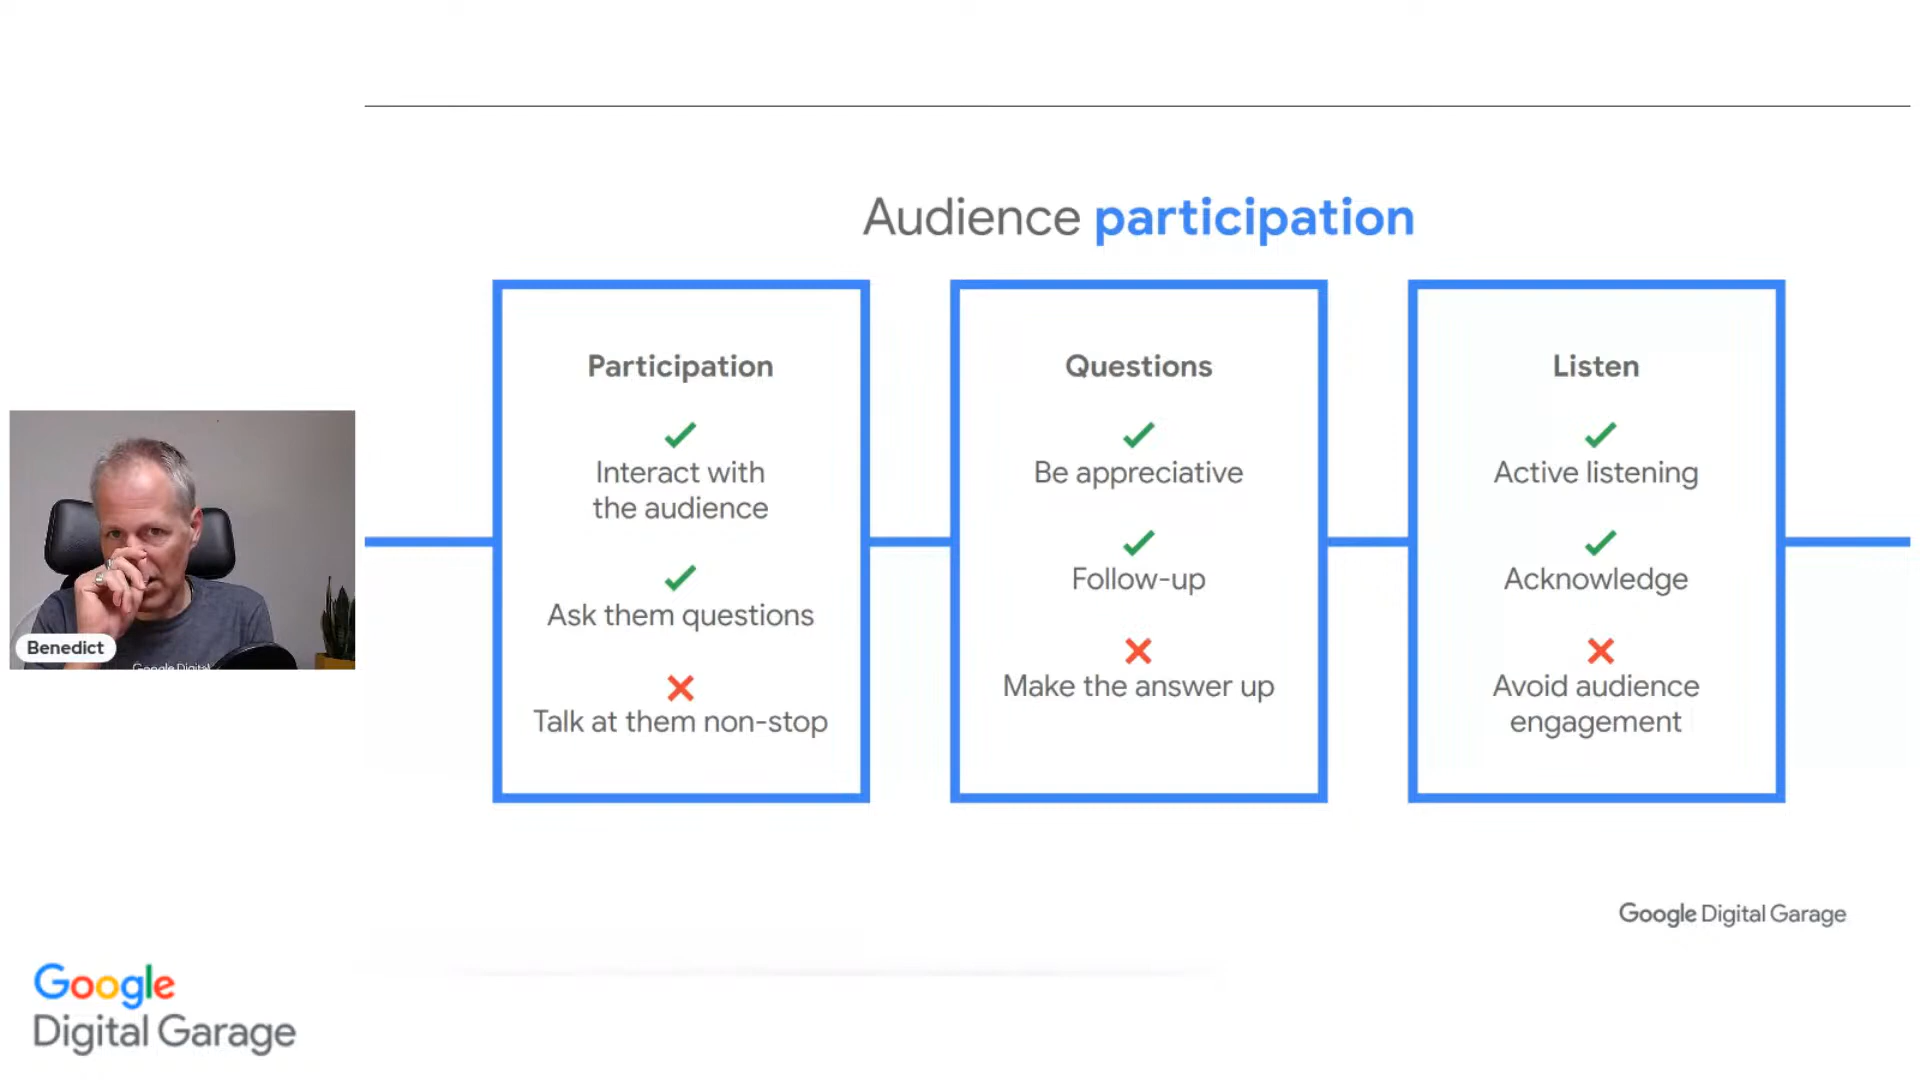 Audience participation
Participation
Interact with
the audience
Ask them questions
Talk at them non-stop
Questions
Be appreciative
Follow-up
Make the answer up
Listen
Active listening
Acknowledge
Avoid audience
engagement
Benedict
Google Digital
Google Digital Garage
Google
Digital Garage